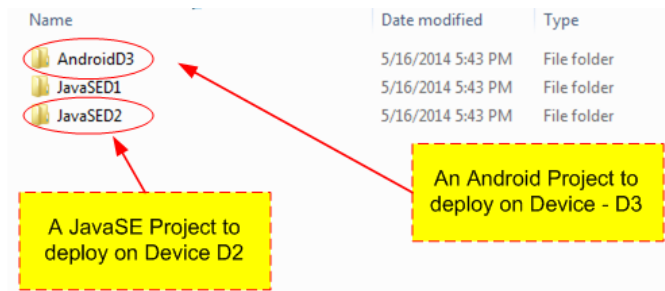 Name Date modified Type
AndroidD3 5/16/2014 5:43 PM File folder
JavaSED1 5/16/2014 5:43 PM File folder
JavaSED2 5/16/2014 5:43 PM File folder
An Android Project to
deploy on Device - D3
A JavaSE Project to
deploy on Device D2